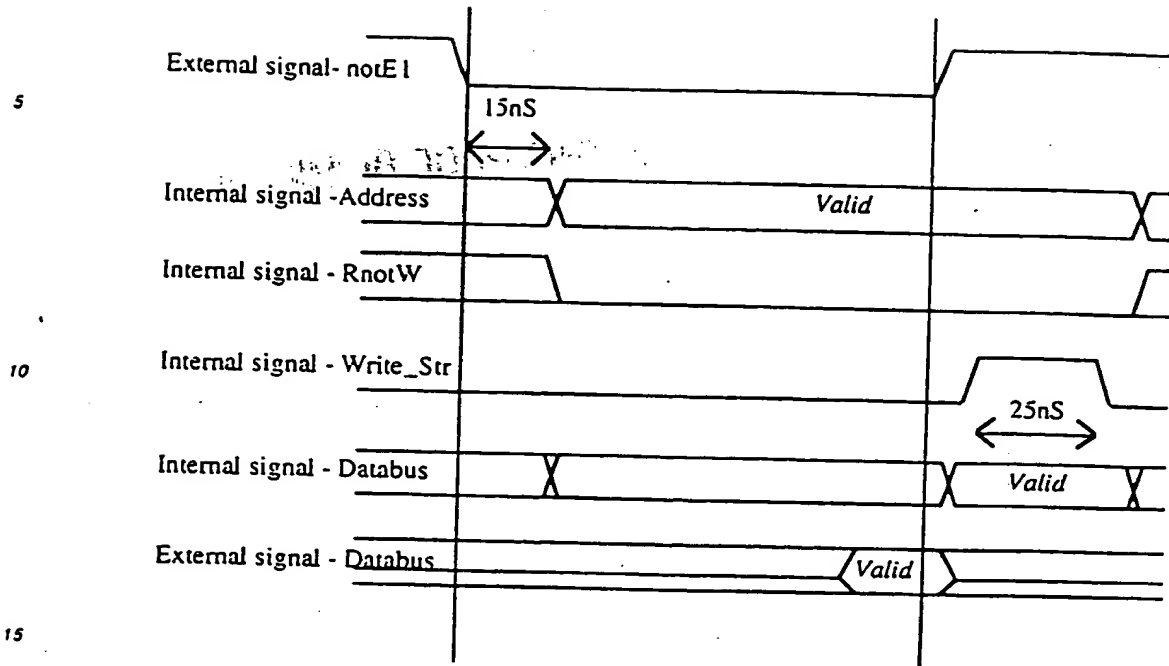 External signal- notE1
5
15nS
Internal signal -Address
Valid
Internal signal - RnotW
10
Internal signal - Write_Str
25nS
Internal signal - Databus
Valid
External signal - Databus
Valid
15